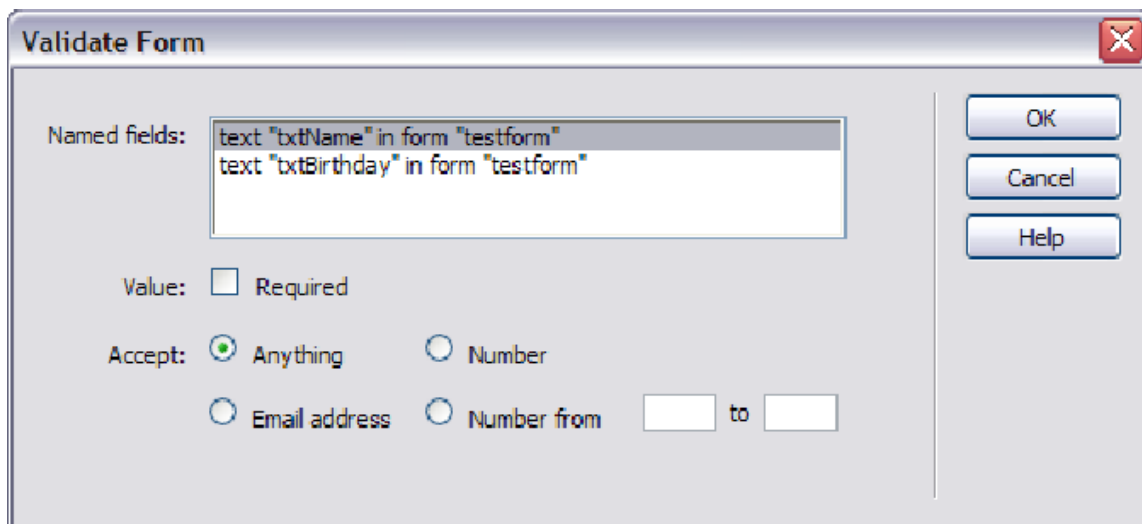 Validate Form
Named fields:
text "txtName" in form "testform"
text "txtBirthday" in form "testform"
OK
Cancel
Help
Value: Required
Accept: Anything Number
Email address Number from to